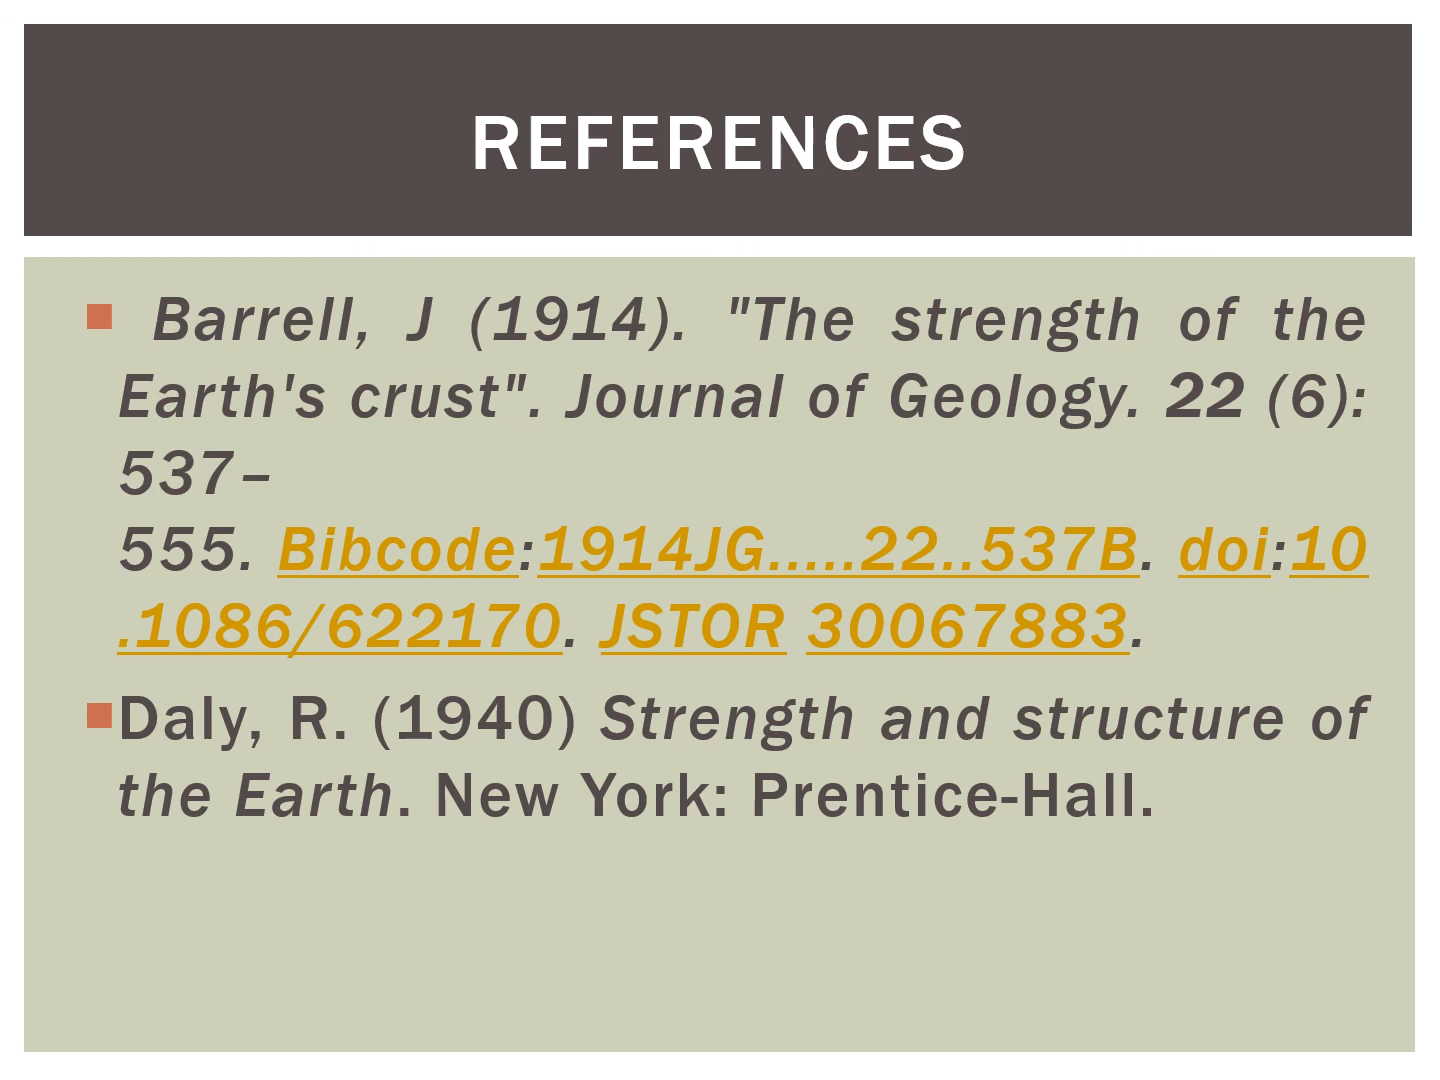 REFERENCES
Barrell, J (1914). "The strength of the
Earth's crust". Journal of Geology. 22 (6):
537–
555. Bibcode:1914JG.....22..537B. doi:10
.1086/622170. JSTOR 30067883.
Daly, R. (1940) Strength and structure of
the Earth. New York: Prentice-Hall.